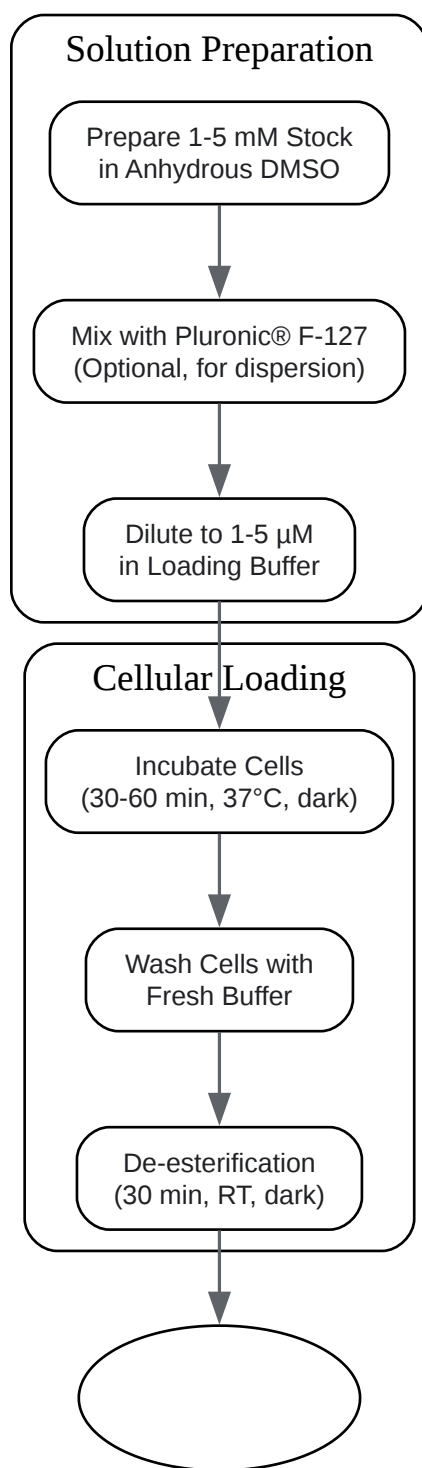 Solution Preparation
Prepare 1-5 mM Stock
in Anhydrous DMSO
Mix with Pluronic® F-127
(Optional, for dispersion)
Dilute to 1-5 µM
in Loading Buffer
Cellular Loading
Incubate Cells
(30-60 min, 37°C, dark)
Wash Cells with
Fresh Buffer
De-esterification
(30 min, RT, dark)